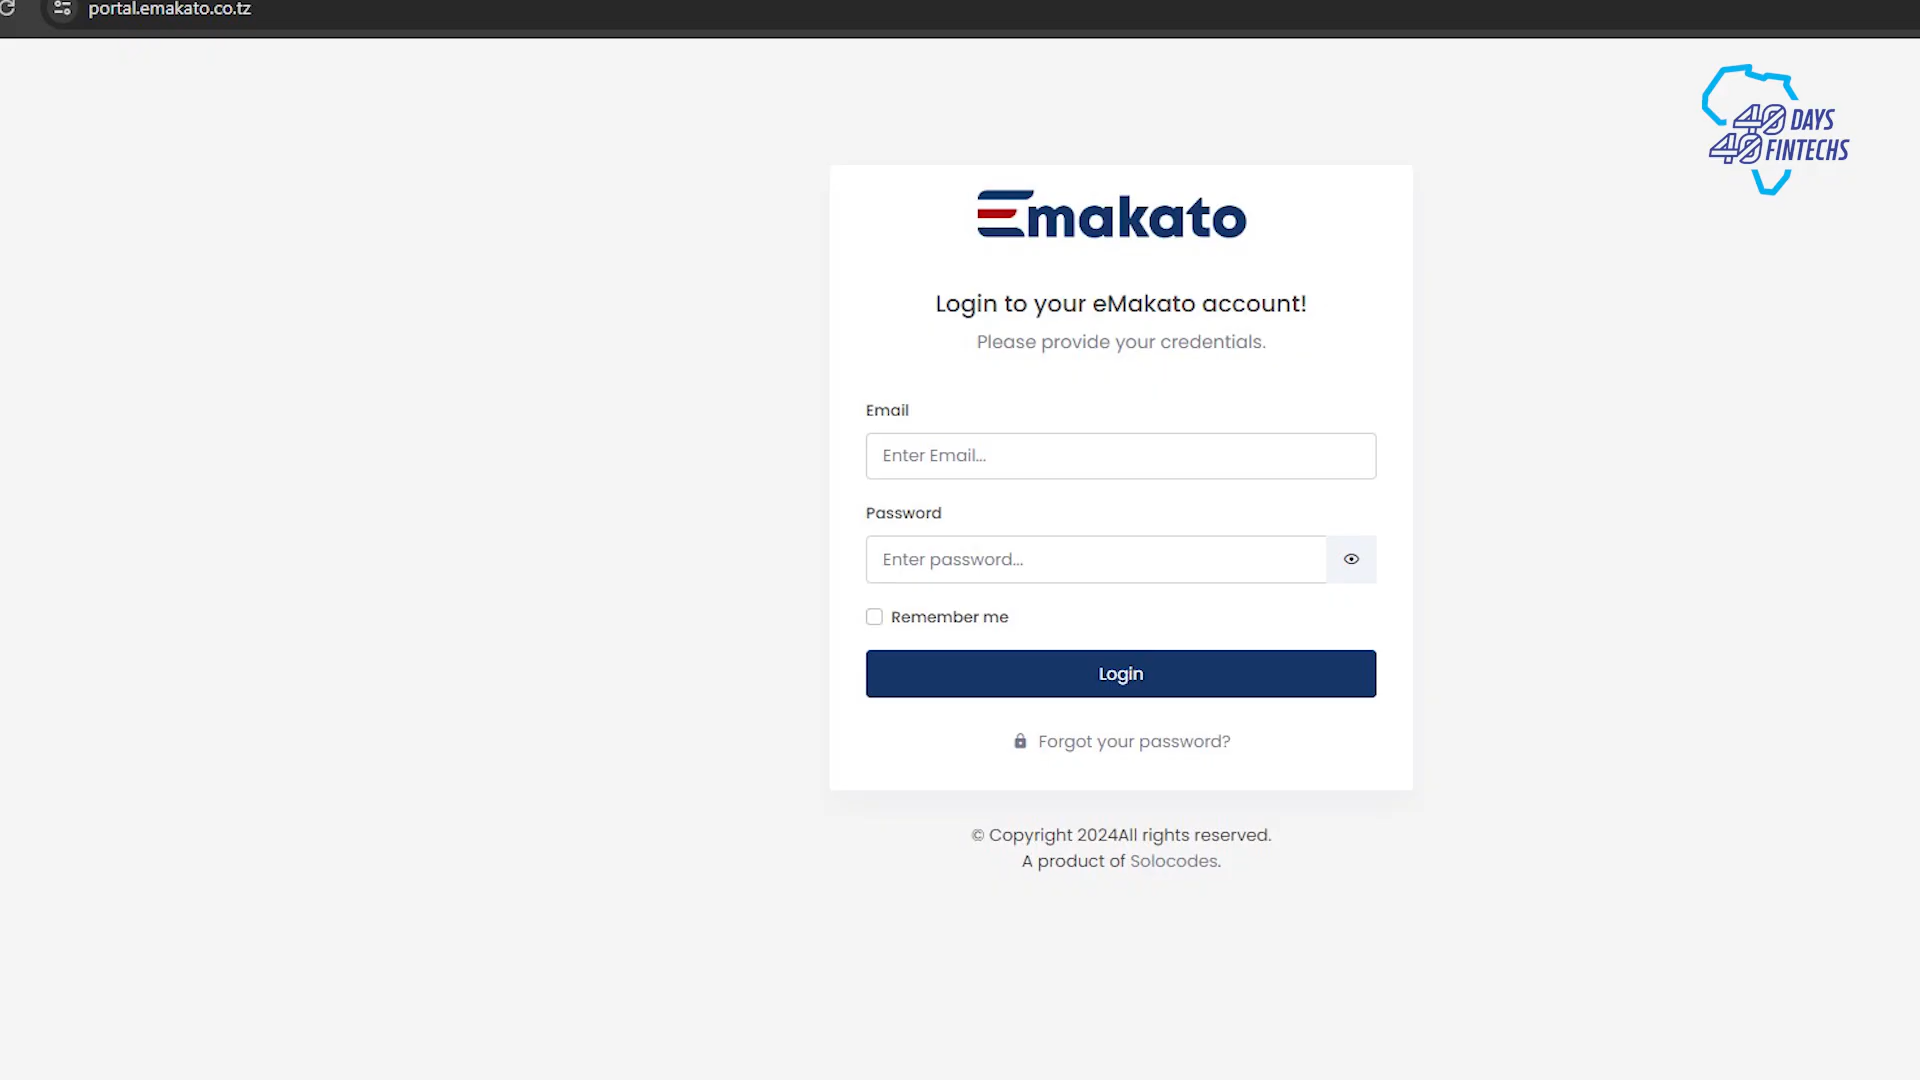 portal.emakato.co.tz
40 DAYS
40 FINTECHS
Emakato
Login to your eMakato account!
Please provide your credentials.
Email
Enter Email...
Password
Enter password...
Remember me
Login
Forgot your password?
© Copyright 2024All rights reserved.
A product of Solocodes.